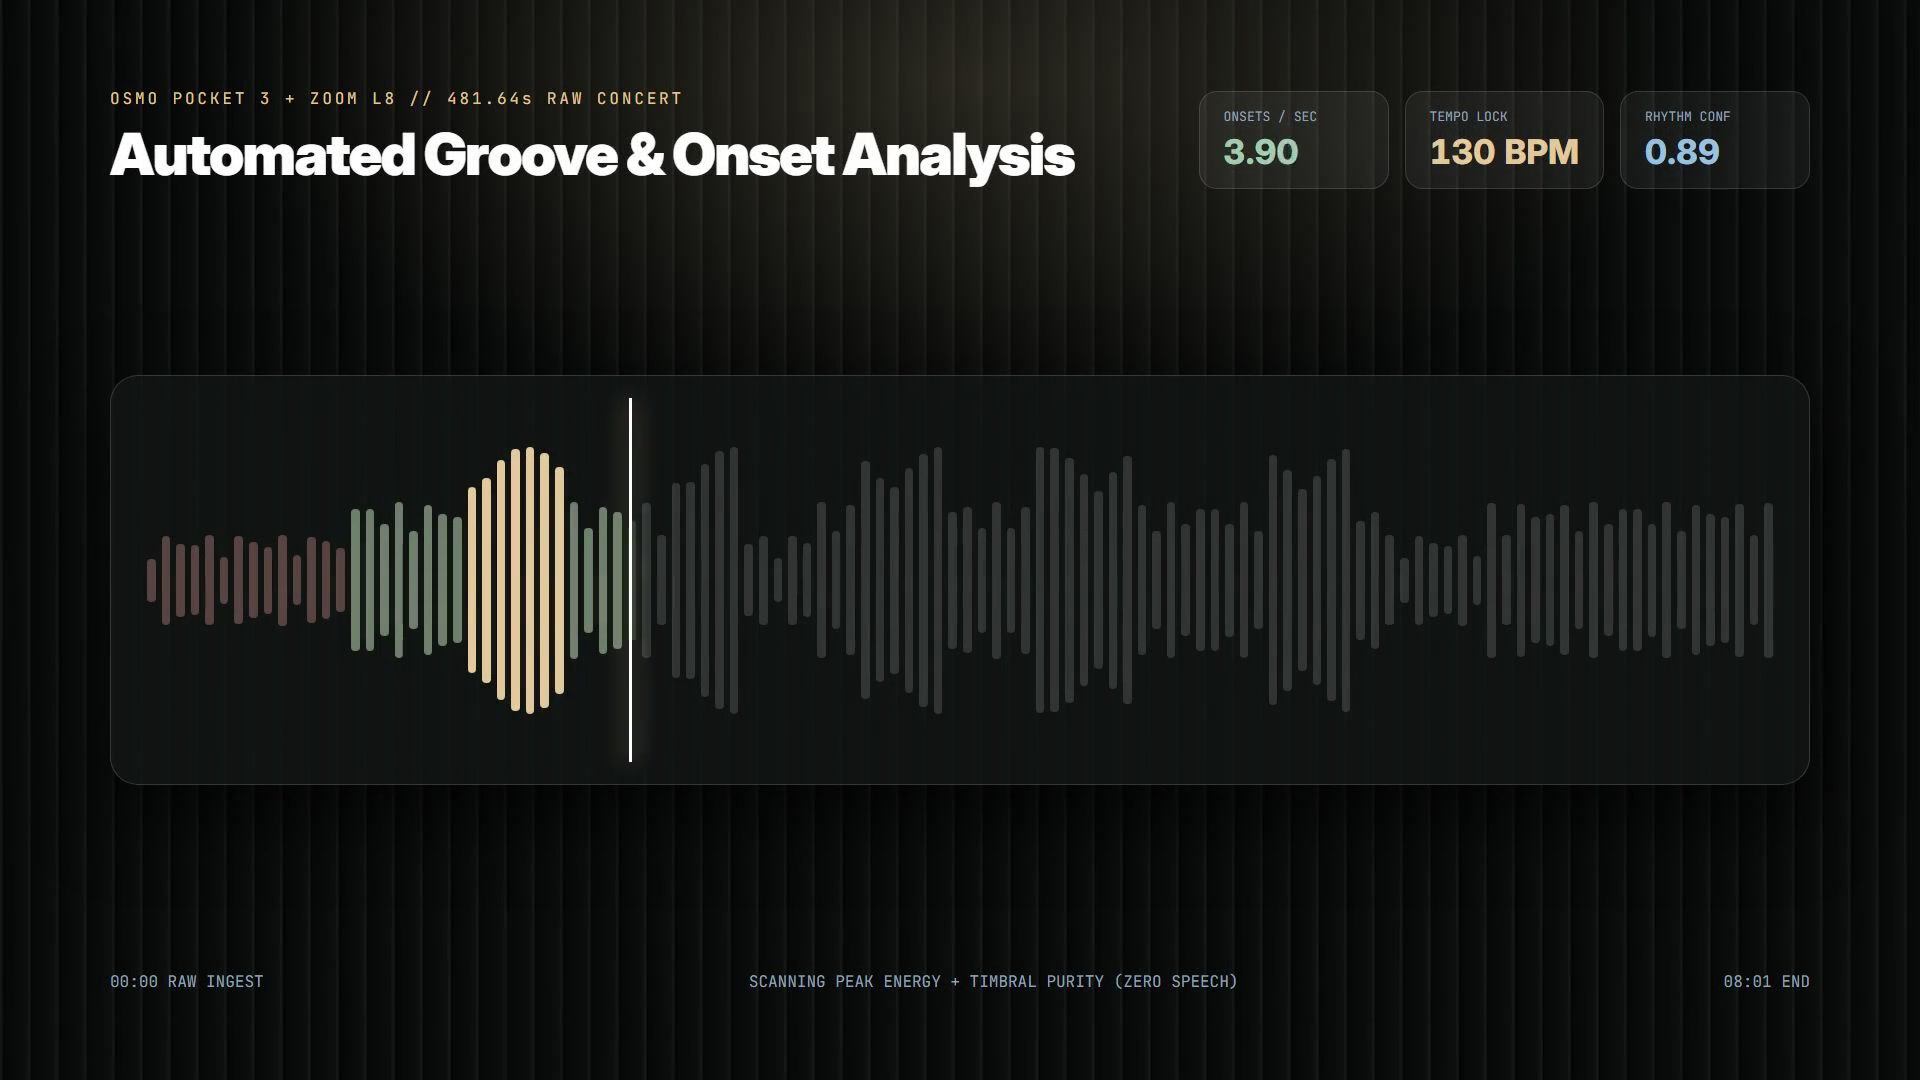 OSMO POCKET 3 + ZOOM L8 // 481.64s RAW CONCERT
Automated Groove & Onset Analysis
ONSETS / SEC
3.90
TEMPO LOCK
130 BPM
RHYTHM CONF
0.89
00:00 RAW INGEST
SCANNING PEAK ENERGY + TIMBRAL PURITY (ZERO SPEECH)
08:01 END